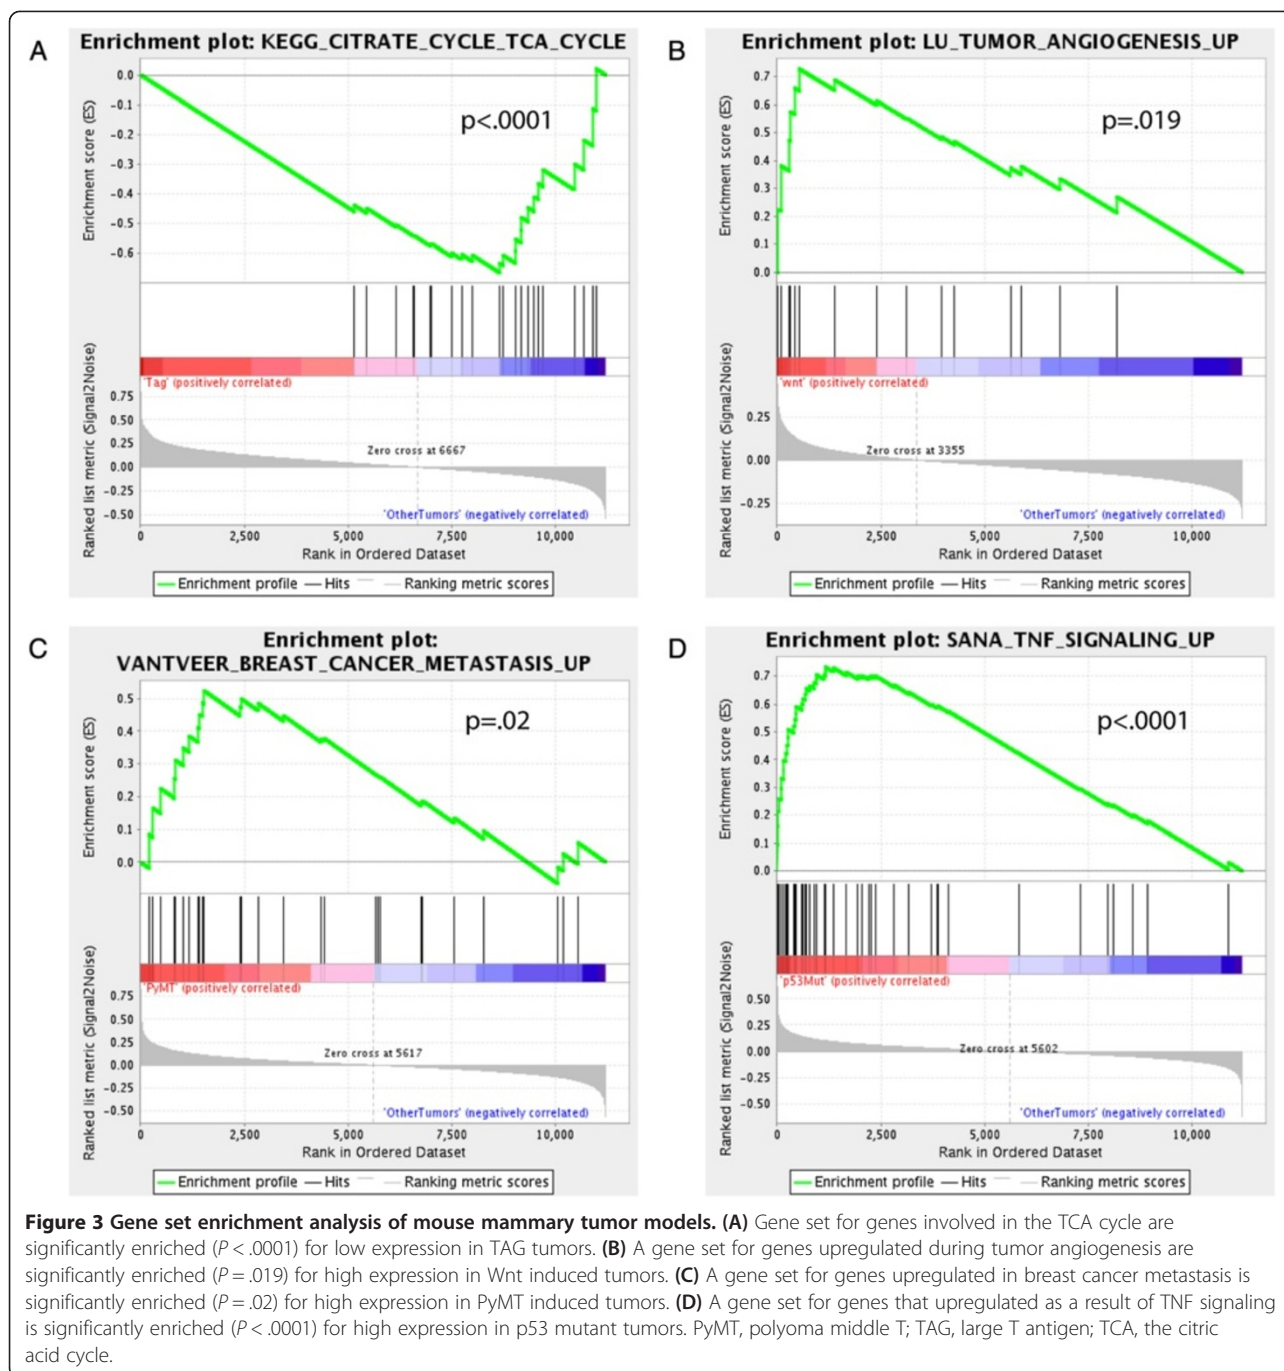 A
Enrichment plot: KEGG_CITRATE_CYCLE_TCA_CYCLE
Enrichment score (ES)
0.0
-0.1
-0.2
-0.3
-0.4
-0.5
-0.6
p<.0001
'Tag' (positively correlated)
Ranked list metric (Signal2Noise)
0.75
0.50
0.25
0.00
-0.25
-0.50
Zero cross at 6667
'OtherTumors' (negatively correlated)
0 2,500 5,000 7,500 10,000
Rank in Ordered Dataset
Enrichment profile Hits Ranking metric scores
B
Enrichment plot: LU_TUMOR_ANGIOGENESIS_UP
Enrichment score (ES)
0.7
0.6
0.5
0.4
0.3
0.2
0.1
0.0
p=.019
'wnt' (positively correlated)
Ranked list metric (Signal2Noise)
0.25
0.00
-0.25
Zero cross at 3355
'OtherTumors' (negatively correlated)
0 2,500 5,000 7,500 10,000
Rank in Ordered Dataset
Enrichment profile Hits Ranking metric scores
C
Enrichment plot:
VANTVEER_BREAST_CANCER_METASTASIS_UP
Enrichment score (ES)
0.5
0.4
0.3
0.2
0.1
0.0
p=.02
'PyMT' (positively correlated)
Ranked list metric (Signal2Noise)
0.75
0.50
0.25
0.00
-0.25
-0.50
Zero cross at 5617
'OtherTumors' (negatively correlated)
0 2,500 5,000 7,500 10,000
Rank in Ordered Dataset
Enrichment profile Hits Ranking metric scores
D
Enrichment plot: SANA_TNF_SIGNALING_UP
Enrichment score (ES)
0.7
0.6
0.5
0.4
0.3
0.2
0.1
0.0
p<.0001
'p53Mut' (positively correlated)
Ranked list metric (Signal2Noise)
0.50
0.25
0.00
-0.25
-0.50
Zero cross at 5602
'OtherTumors' (negatively correlated)
0 2,500 5,000 7,500 10,000
Rank in Ordered Dataset
Enrichment profile Hits Ranking metric scores
Figure 3 Gene set enrichment analysis of mouse mammary tumor models. (A) Gene set for genes involved in the TCA cycle are
significantly enriched (P < .0001) for low expression in TAG tumors. (B) A gene set for genes upregulated during tumor angiogenesis are
significantly enriched (P = .019) for high expression in Wnt induced tumors. (C) A gene set for genes upregulated in breast cancer metastasis is
significantly enriched (P = .02) for high expression in PyMT induced tumors. (D) A gene set for genes that upregulated as a result of TNF signaling
is significantly enriched (P < .0001) for high expression in p53 mutant tumors. PyMT, polyoma middle T; TAG, large T antigen; TCA, the citric
acid cycle.